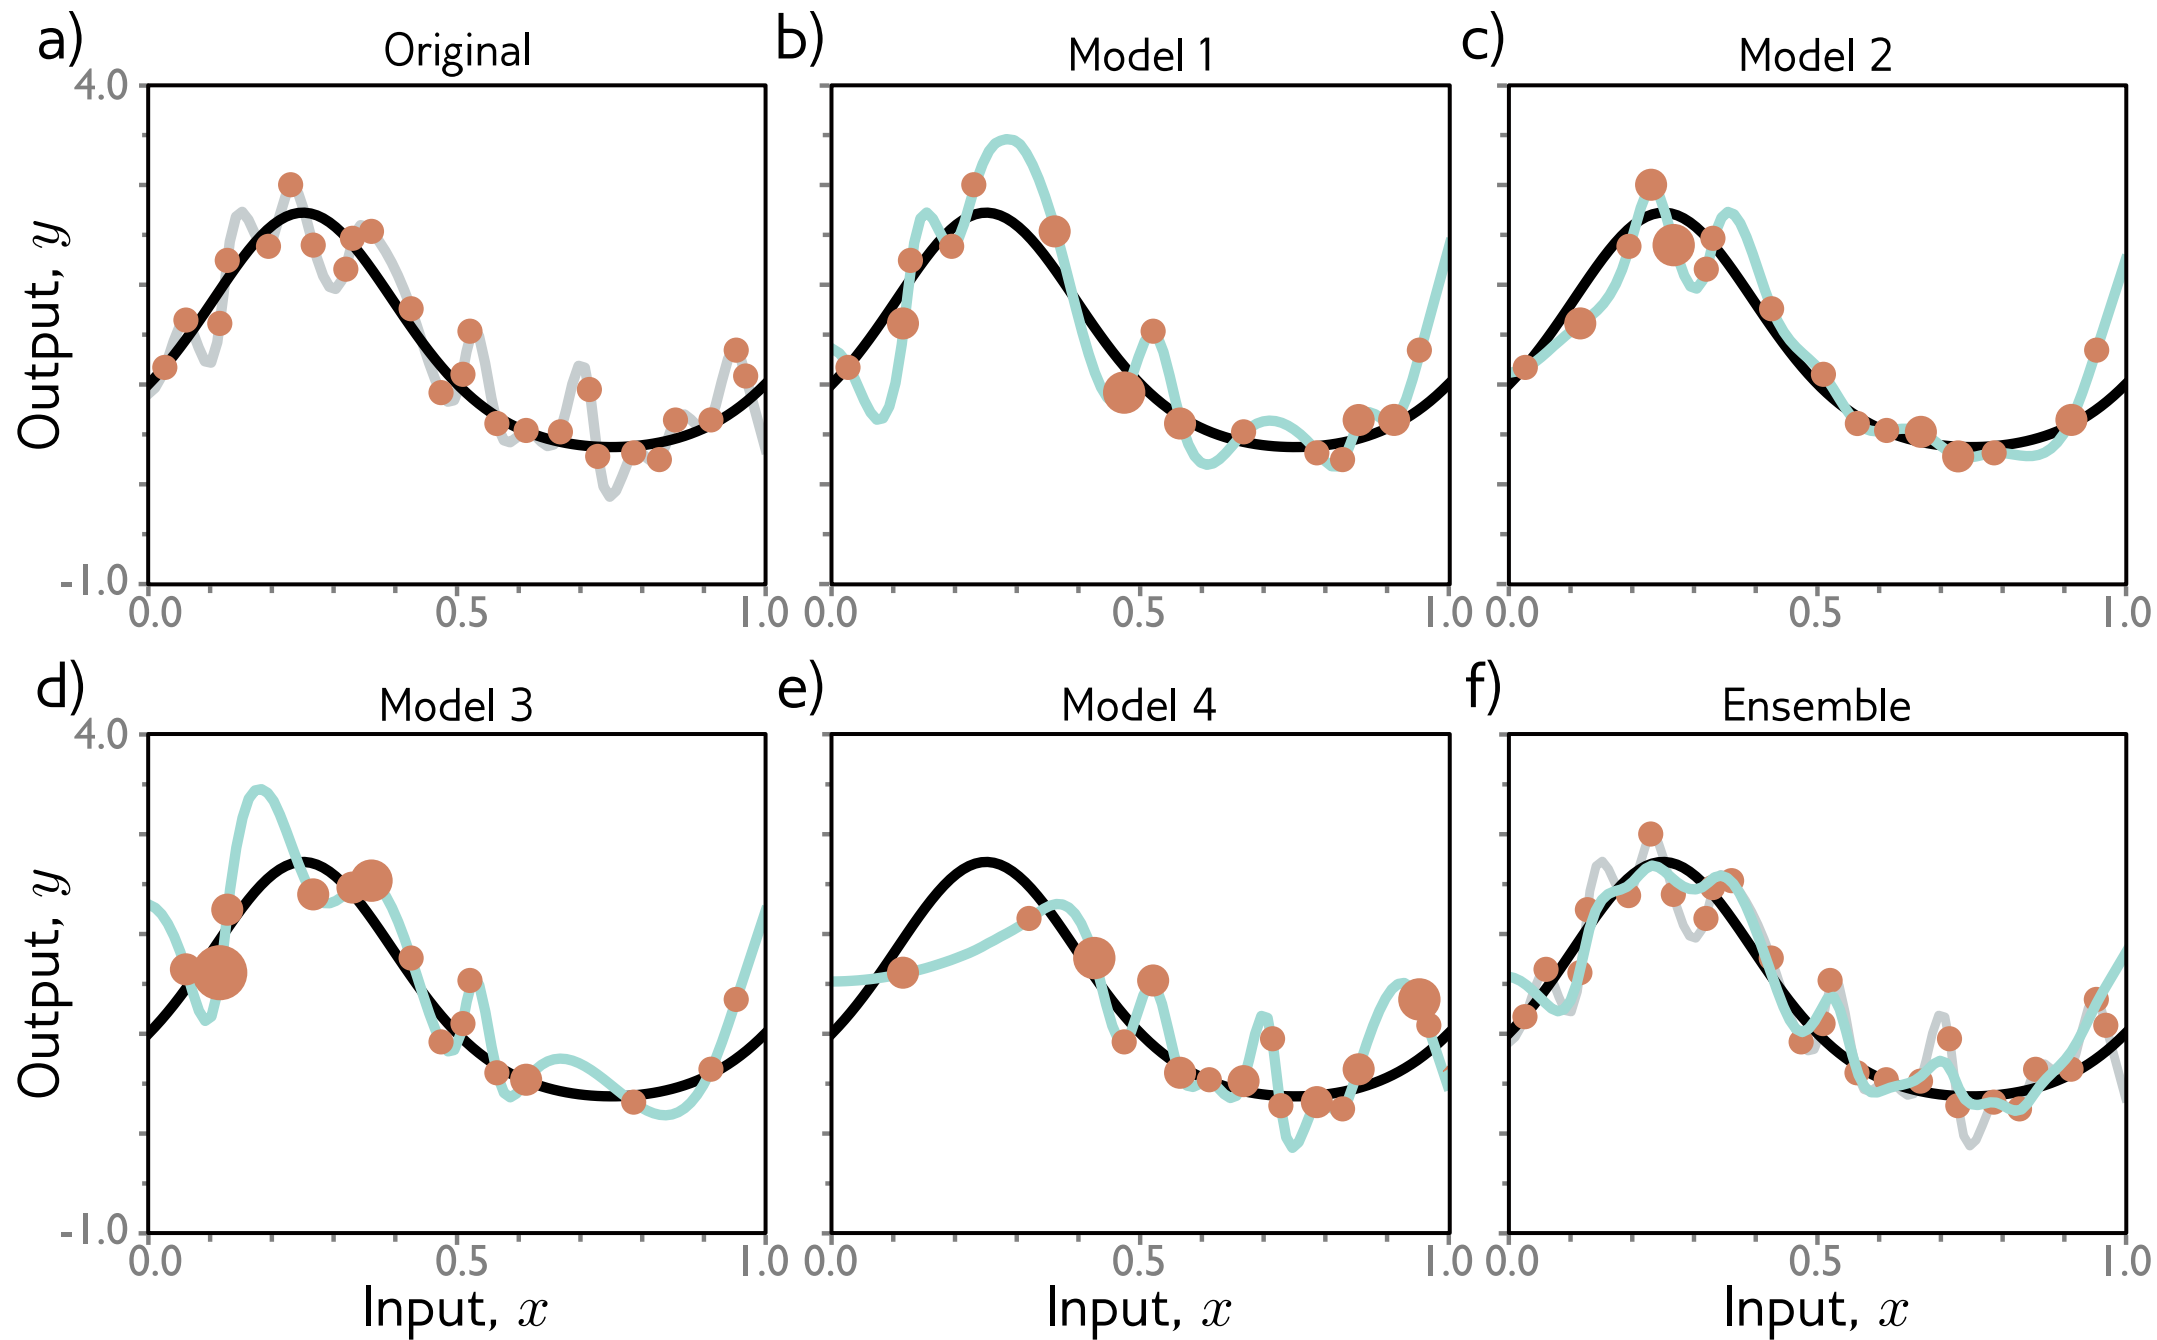 a) Original
b) Model 1
c) Model 2
4.0
Output, y
-1.0
0.0 0.5 1.0
0.0 0.5 1.0
0.0 0.5 1.0
d) Model 3
e) Model 4
f) Ensemble
4.0
Output, y
-1.0
0.0 0.5 1.0
0.0 0.5 1.0
0.0 0.5 1.0
Input, x
Input, x
Input, x